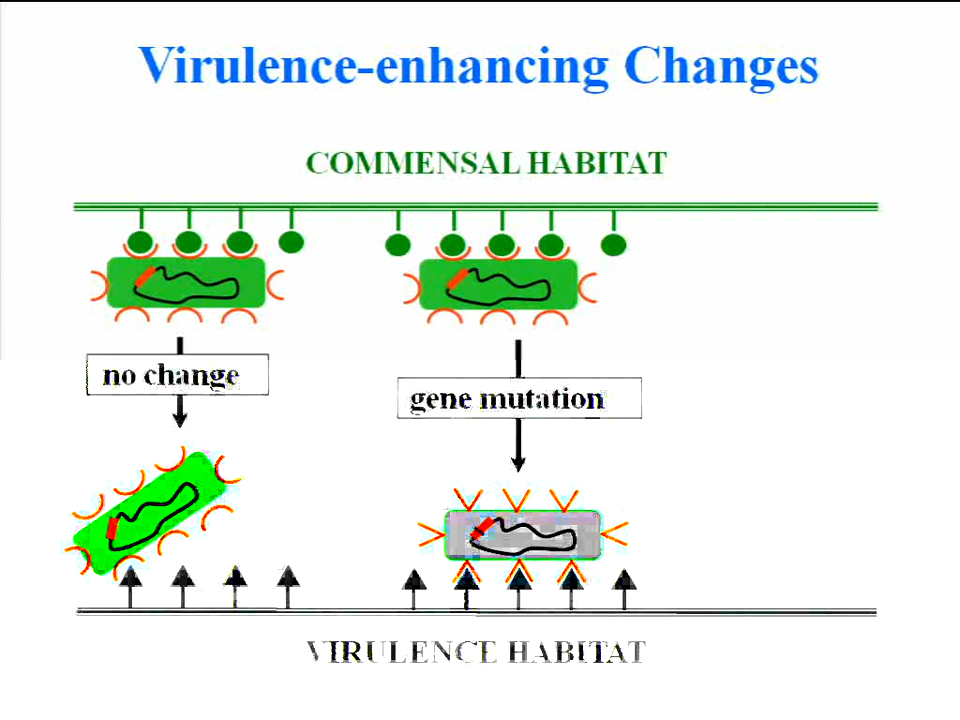 Virulence-enhancing Changes
COMMENSAL HABITAT
no change
gene mutation
VIRULENCE HABITAT